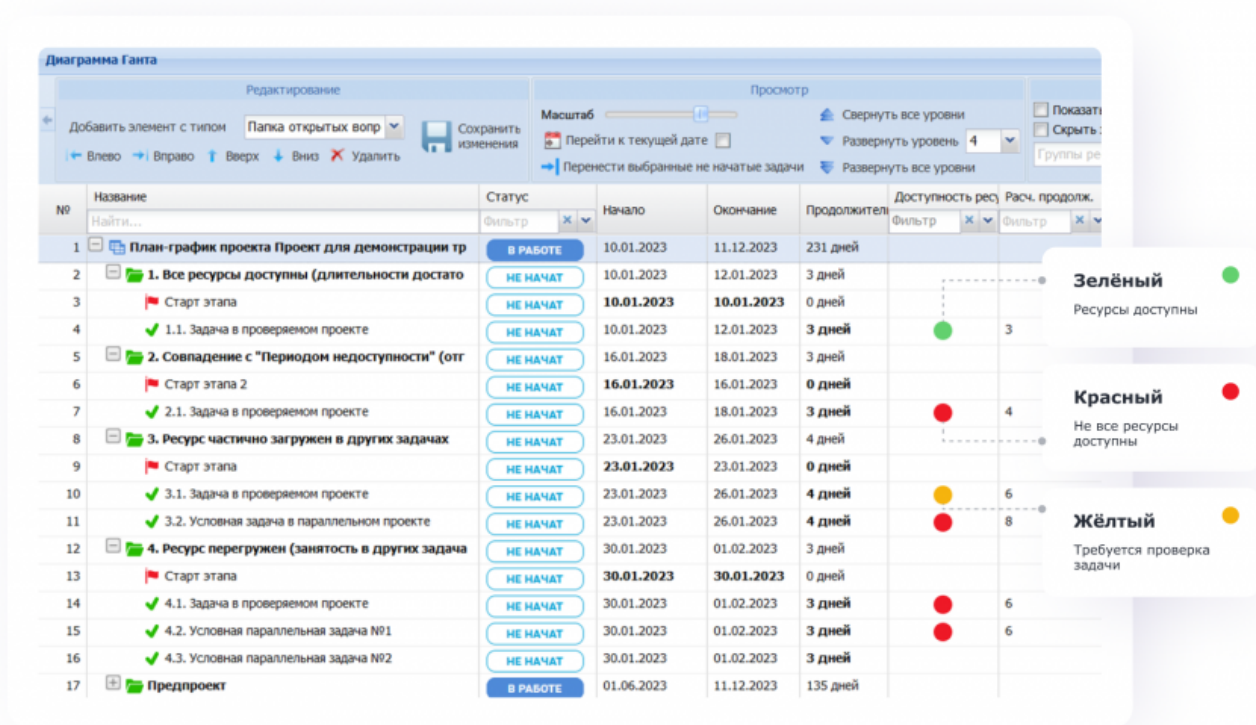 Диаграмма Ганта
Редактирование
Просмотр
Добавить элемент с типом Папка открытых вопр
Сохранить
изменения
Влево Вправо Вверх Вниз Удалить
Масштаб
Перейти к текущей дате
Перенести выбранные не начатые задачи
Свернуть все уровни
Развернуть уровень 4
Развернуть все уровни
Показать
Скрыть
Группы ре
№ Название Статус Начало Окончание Продолжител Доступность ресу Расч. продолж.
Найти... Фильтр Фильтр Фильтр
1 План-график проекта Проект для демонстрации тр В РАБОТЕ 10.01.2023 11.12.2023 231 дней
2 1. Все ресурсы доступны (длительности достато НЕ НАЧАТ 10.01.2023 12.01.2023 3 дней
3 Старт этапа НЕ НАЧАТ 10.01.2023 10.01.2023 0 дней
4 1.1. Задача в проверяемом проекте НЕ НАЧАТ 10.01.2023 12.01.2023 3 дней 3
5 2. Совпадение с "Периодом недоступности" (отг НЕ НАЧАТ 16.01.2023 18.01.2023 3 дней
6 Старт этапа 2 НЕ НАЧАТ 16.01.2023 16.01.2023 0 дней
7 2.1. Задача в проверяемом проекте НЕ НАЧАТ 16.01.2023 18.01.2023 3 дней 4
8 3. Ресурс частично загружен в других задачах НЕ НАЧАТ 23.01.2023 26.01.2023 4 дней
9 Старт этапа НЕ НАЧАТ 23.01.2023 23.01.2023 0 дней
10 3.1. Задача в проверяемом проекте НЕ НАЧАТ 23.01.2023 26.01.2023 4 дней 6
11 3.2. Условная задача в параллельном проекте НЕ НАЧАТ 23.01.2023 26.01.2023 4 дней 8
12 4. Ресурс перегружен (занятость в других задача НЕ НАЧАТ 30.01.2023 01.02.2023 3 дней
13 Старт этапа НЕ НАЧАТ 30.01.2023 30.01.2023 0 дней
14 4.1. Задача в проверяемом проекте НЕ НАЧАТ 30.01.2023 01.02.2023 3 дней 6
15 4.2. Условная параллельная задача №1 НЕ НАЧАТ 30.01.2023 01.02.2023 3 дней 6
16 4.3. Условная параллельная задача №2 НЕ НАЧАТ 30.01.2023 01.02.2023 3 дней
17 Предпроект В РАБОТЕ 01.06.2023 11.12.2023 135 дней
Зелёный
Ресурсы доступны
Красный
Не все ресурсы
доступны
Жёлтый
Требуется проверка
задачи